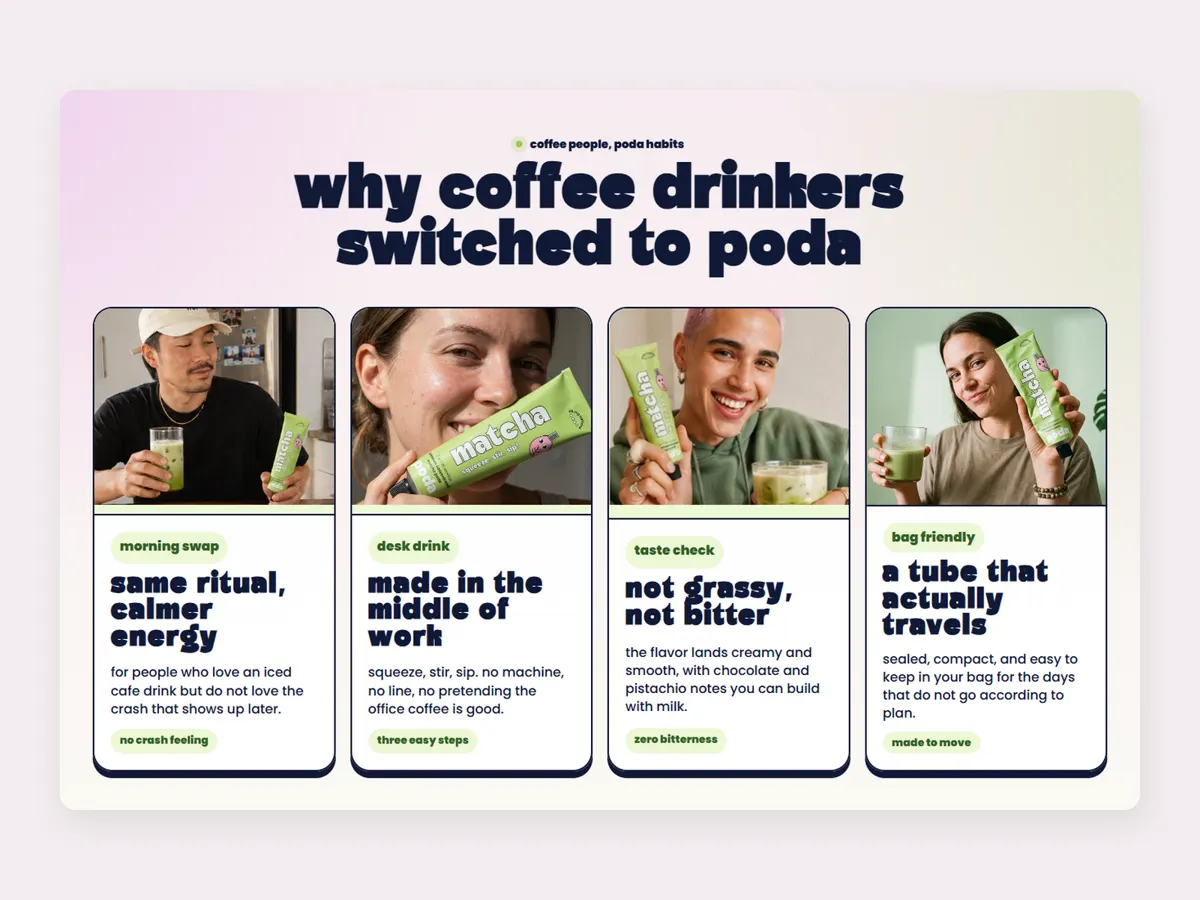 coffee people, poda habits
why coffee drinkers
switched to poda
matcha
matcha
squeeze, stir, sip.
poda
matcha
matcha
morning swap
same ritual,
calmer
energy
for people who love an iced
cafe drink but do not love the
crash that shows up later.
no crash feeling
desk drink
made in the
middle of
work
squeeze, stir, sip. no machine,
no line, no pretending the
office coffee is good.
three easy steps
taste check
not grassy,
not bitter
the flavor lands creamy and
smooth, with chocolate and
pistachio notes you can build
with milk.
zero bitterness
bag friendly
a tube that
actually
travels
sealed, compact, and easy to
keep in your bag for the days
that do not go according to
plan.
made to move